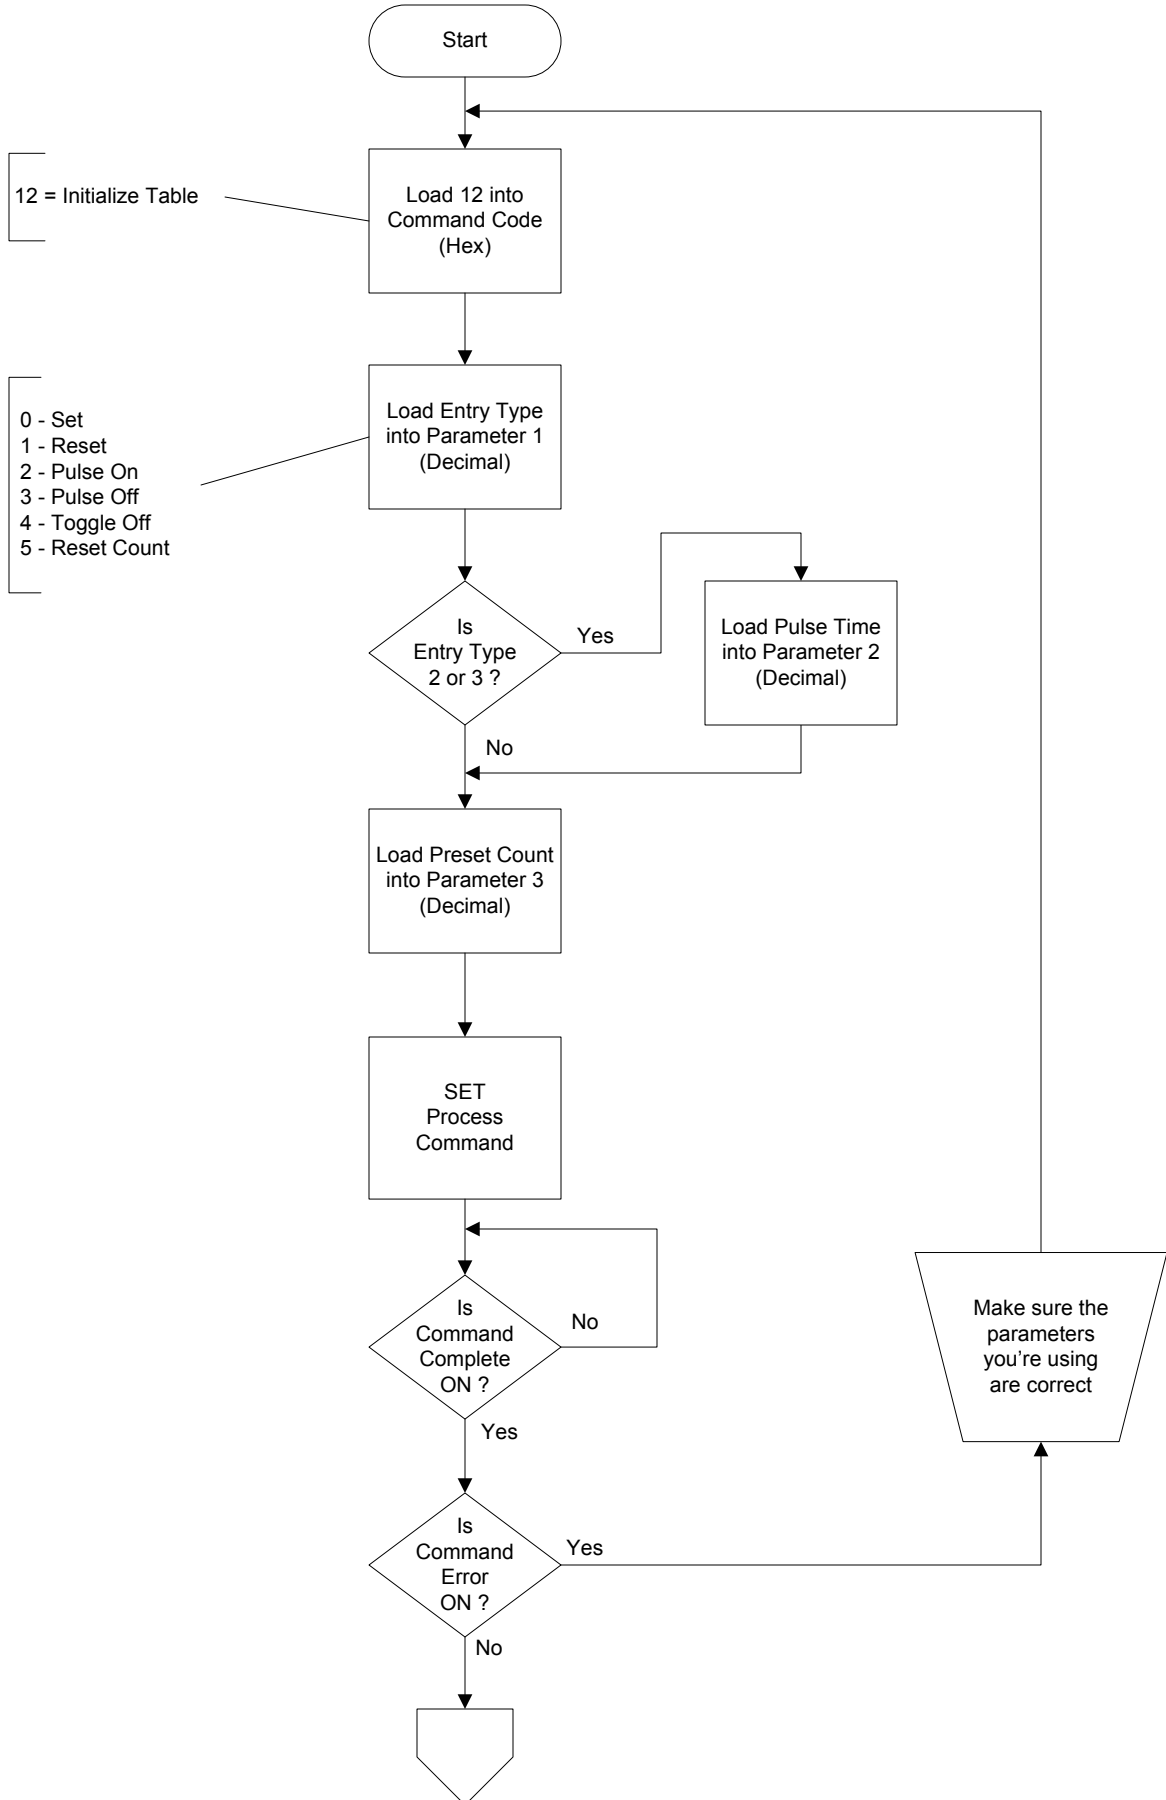 Start
12 = Initialize Table
Load 12 into
Command Code
(Hex)
0 - Set
1 - Reset
2 - Pulse On
3 - Pulse Off
4 - Toggle Off
5 - Reset Count
Load Entry Type
into Parameter 1
(Decimal)
Is
Entry Type
2 or 3 ?
Yes
Load Pulse Time
into Parameter 2
(Decimal)
No
Load Preset Count
into Parameter 3
(Decimal)
SET
Process
Command
Is
Command
Complete
ON ?
No
Yes
Make sure the
parameters
you're using
are correct
Is
Command
Error
ON ?
Yes
No